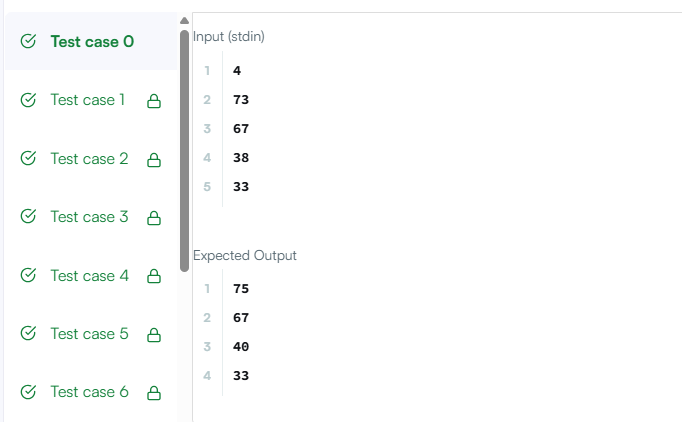 Test case 0
Test case 1
Test case 2
Test case 3
Test case 4
Test case 5
Test case 6
Input (stdin)
1 4
2 73
3 67
4 38
5 33
Expected Output
1 75
2 67
3 40
4 33